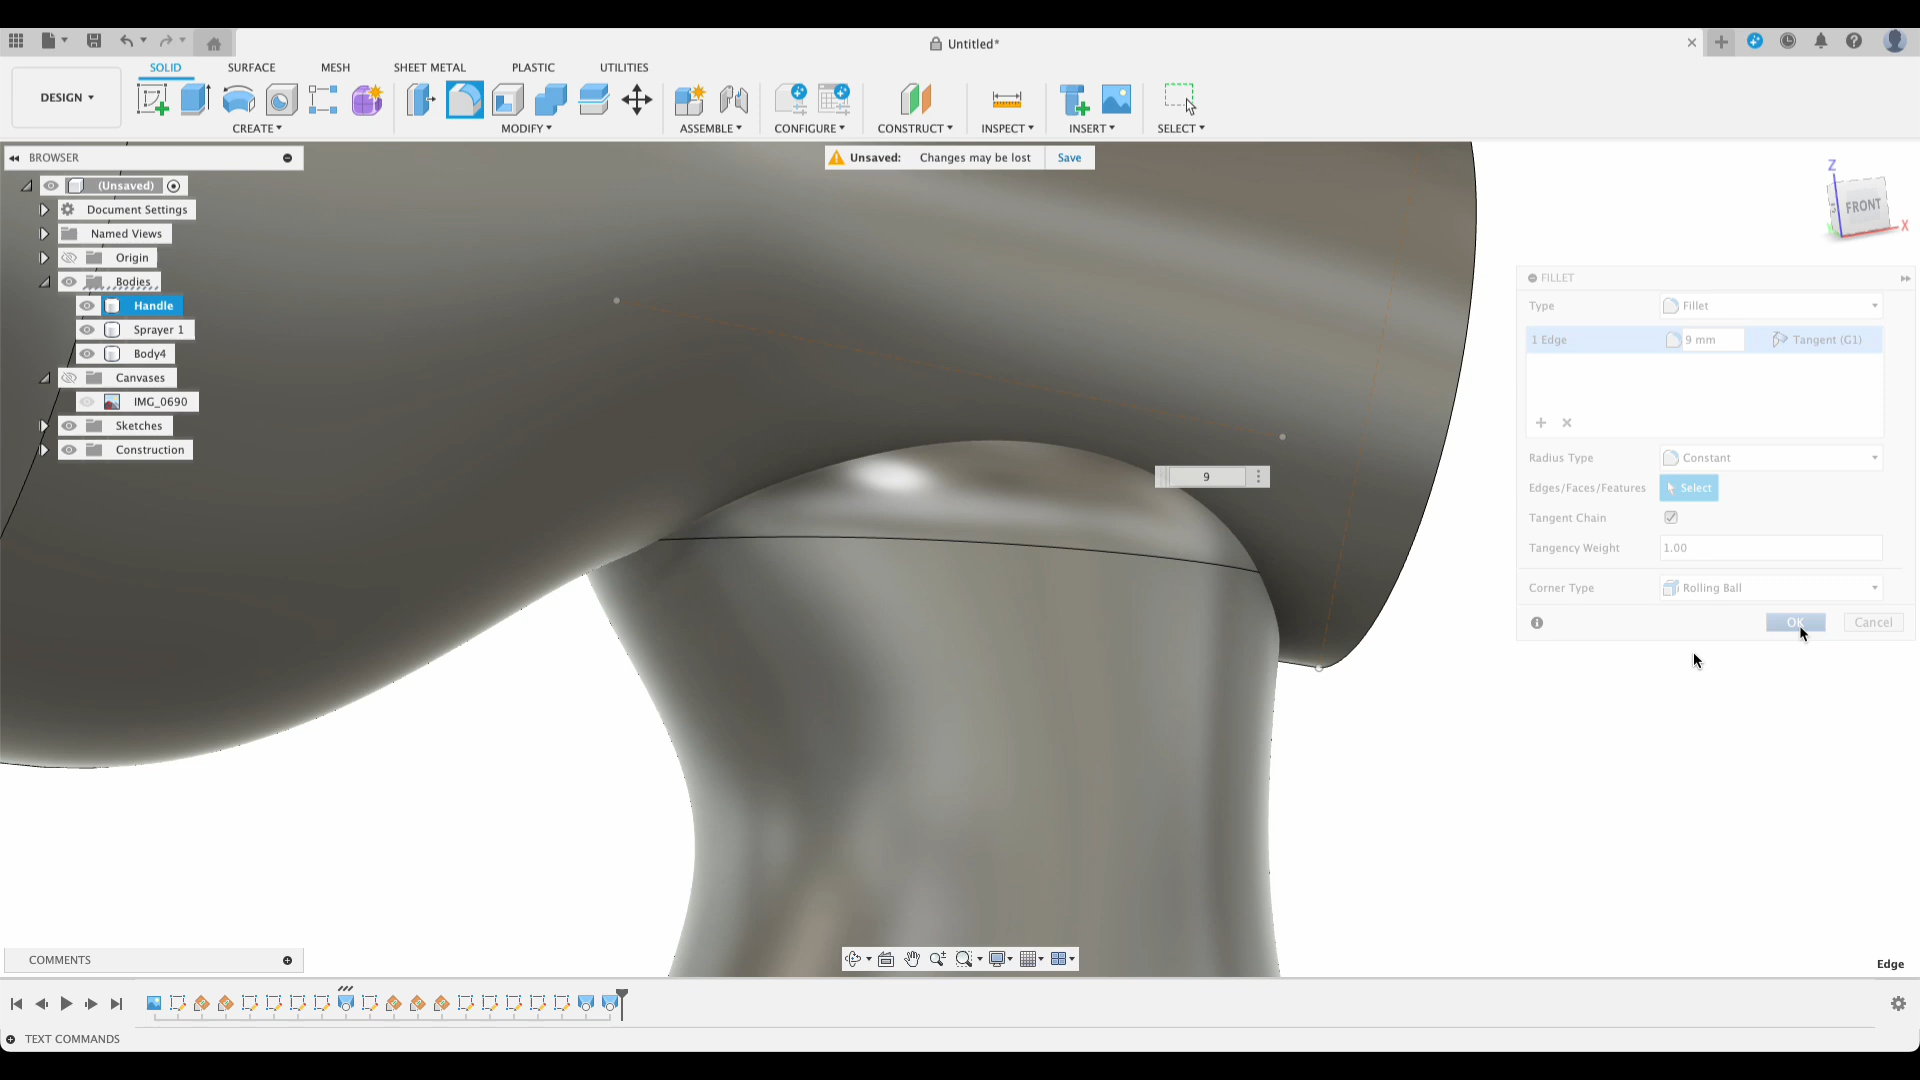 Untitled*
DESIGN
SOLID SURFACE MESH SHEET METAL PLASTIC UTILITIES
CREATE MODIFY ASSEMBLE CONFIGURE CONSTRUCT INSPECT INSERT SELECT
BROWSER
Unsaved: Changes may be lost Save
(Unsaved)
Document Settings
Named Views
Origin
Bodies
Handle
Sprayer 1
Body4
Canvases
IMG_0690
Sketches
Construction
Z
FRONT
X
FILLET
Type Fillet
1 Edge 9 mm Tangent (G1)
Radius Type Constant
Edges/Faces/Features Select
Tangent Chain
Tangency Weight 1.00
Corner Type Rolling Ball
OK Cancel
9
COMMENTS
Edge
TEXT COMMANDS